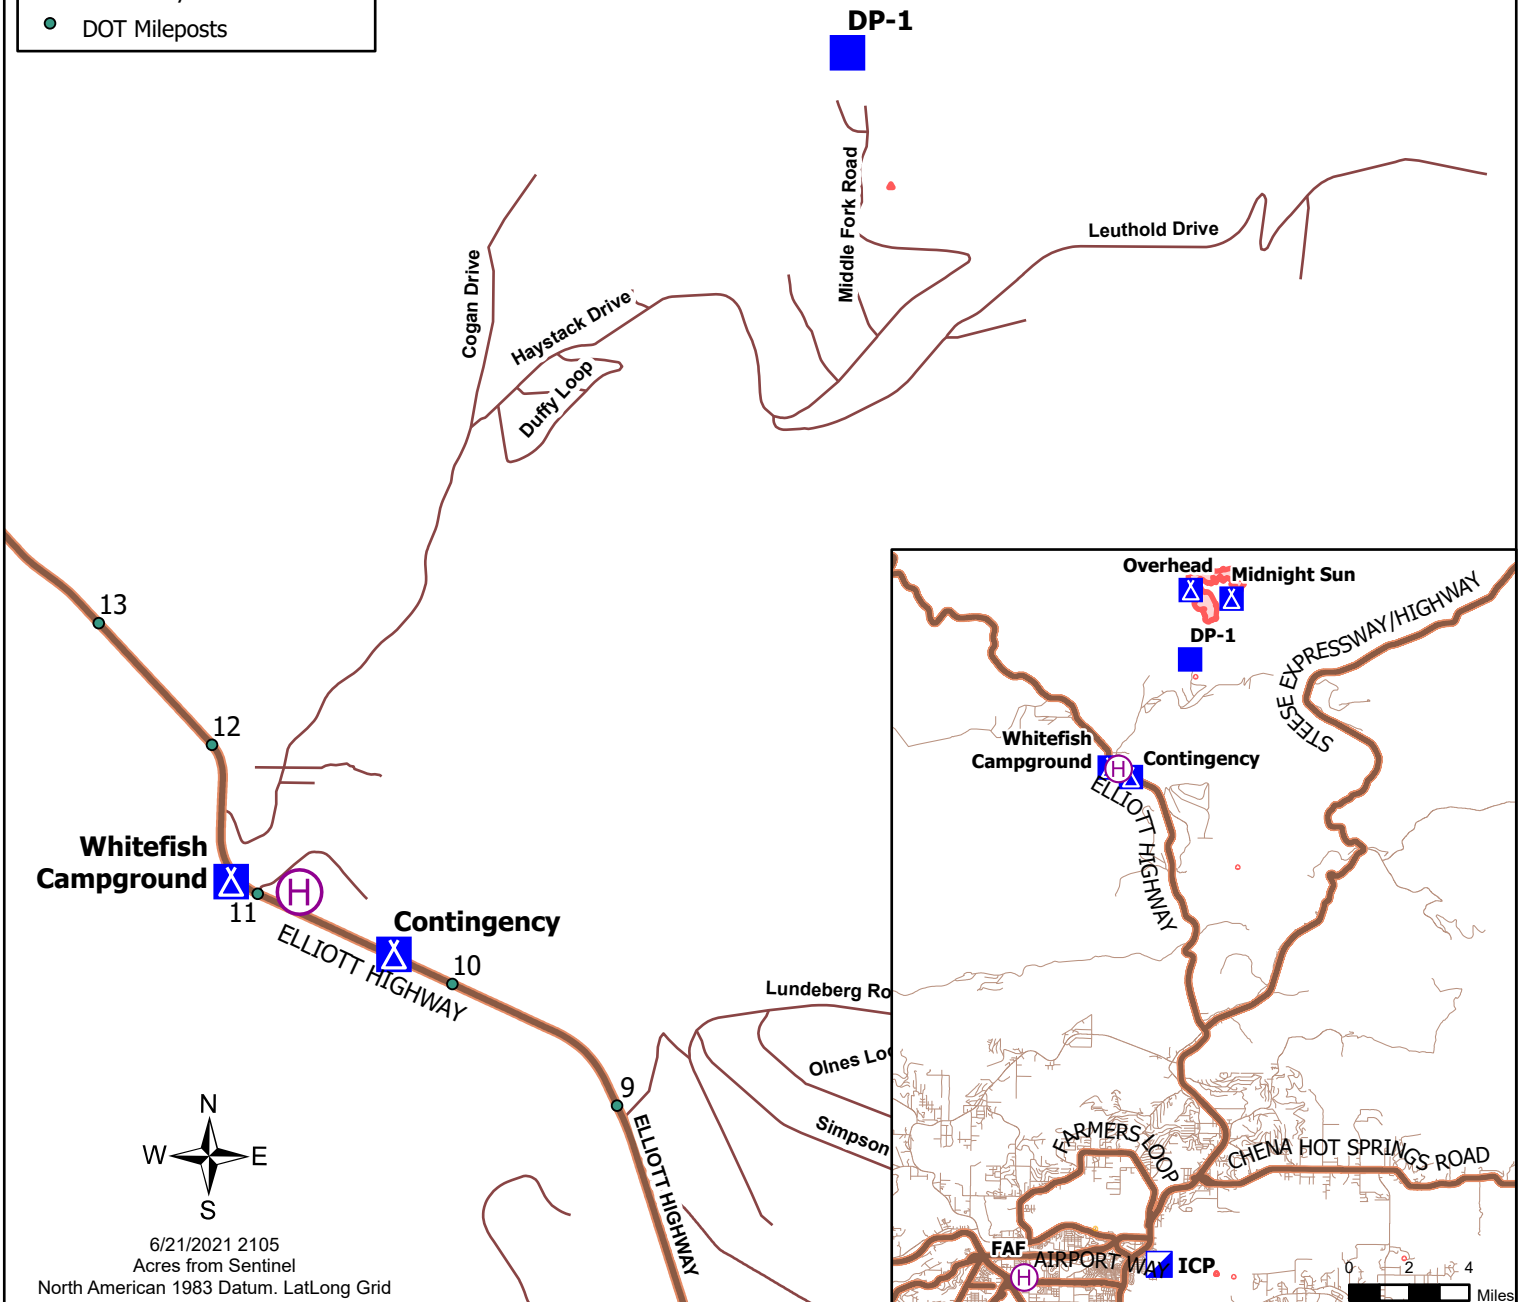 DOT Mileposts
DP-1
Middle Fork Road
Leuthold Drive
Cogan Drive
Haystack Drive
Duffy Loop
13
12
Whitefish
Campground
11
H
Contingency
ELLIOTT HIGHWAY
10
9
ELLIOTT HIGHWAY
Lundeberg Ro
Olnes Loo
Simpson
N
W
E
S
6/21/2021 2105
Acres from Sentinel
North American 1983 Datum. LatLong Grid
Overhead
Midnight Sun
DP-1
STEESE EXPRESSWAY/HIGHWAY
Whitefish
Campground
H
Contingency
ELLIOTT HIGHWAY
FARMERS LOOP
CHENA HOT SPRINGS ROAD
FAF
H
AIRPORT WAY
ICP
0 2 4
Miles